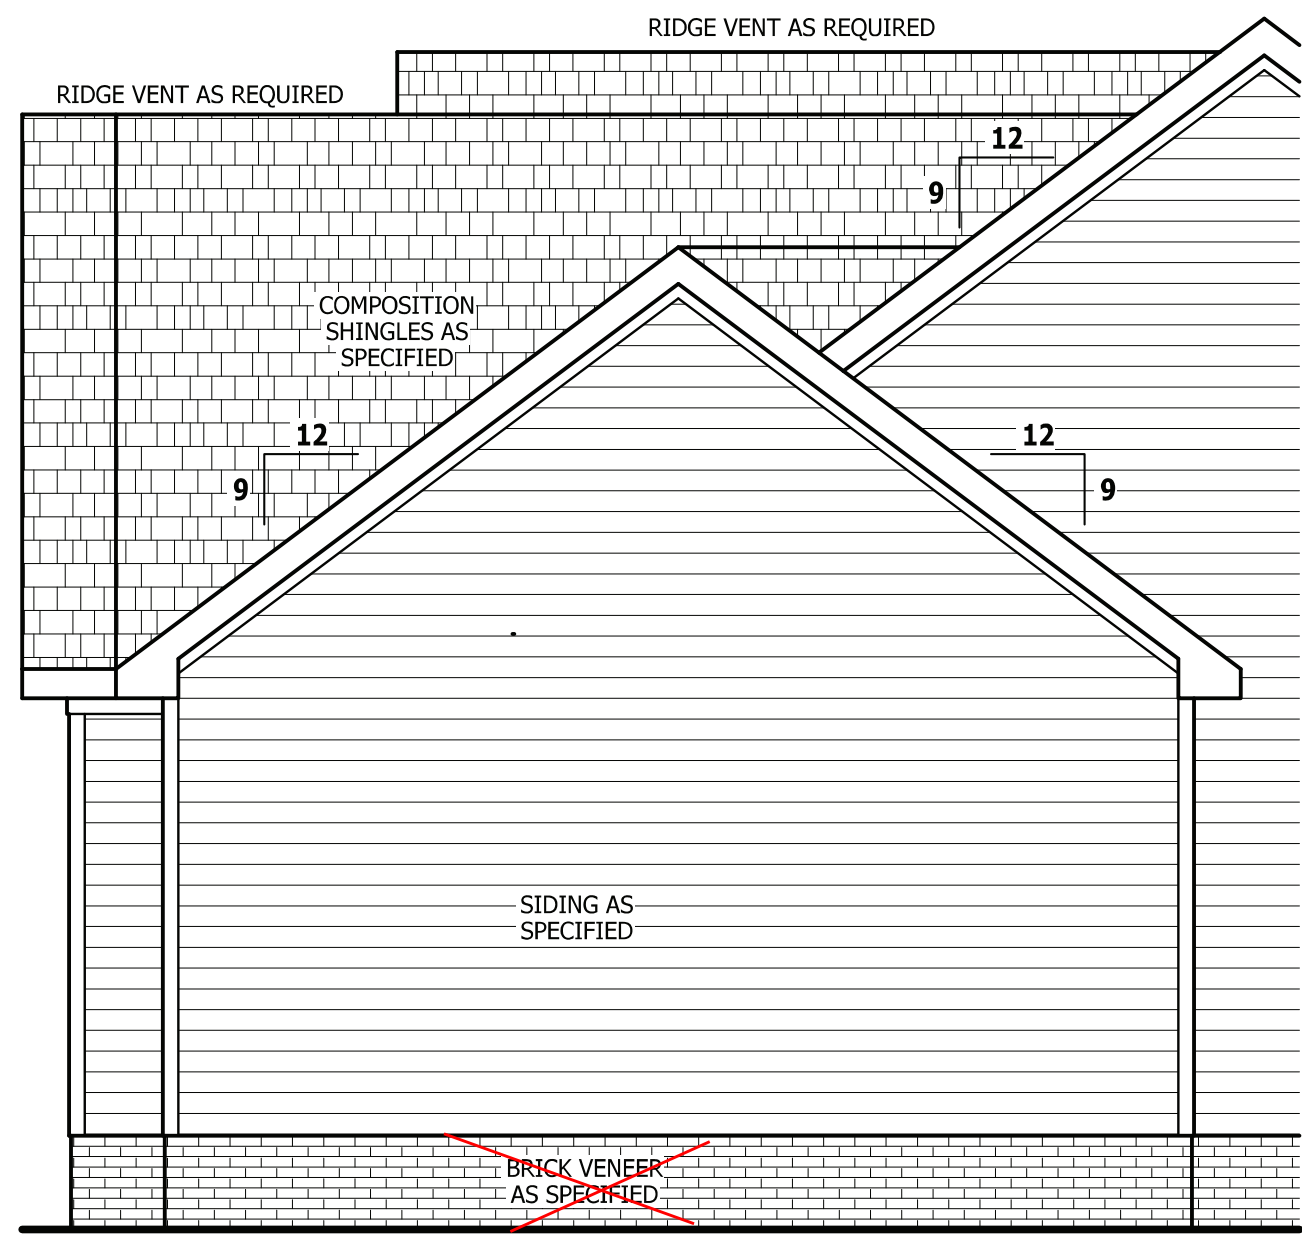 RIDGE VENT AS REQUIRED
RIDGE VENT AS REQUIRED
12
9
COMPOSITION
SHINGLES AS
SPECIFIED
12
9
12
9
SIDING AS
SPECIFIED
BRICK VENEER
AS SPECIFIED